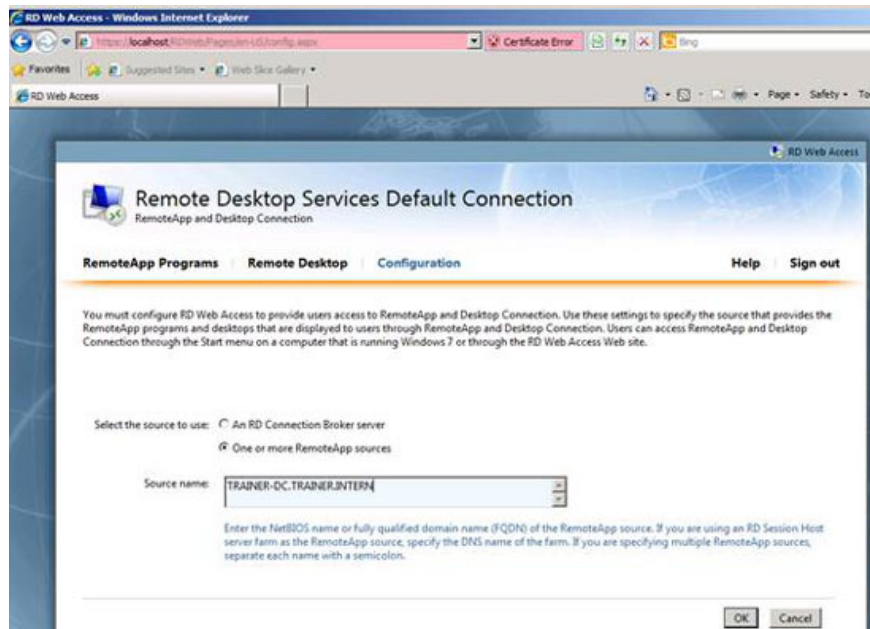 RD Web Access - Windows Internet Explorer
https://localhost/RDWeb/Pages/en-US/config.aspx
Certificate Error
Bing
Favorites
Suggested Sites
Web Slice Gallery
RD Web Access
Page
Safety
To
RD Web Access
Remote Desktop Services Default Connection
RemoteApp and Desktop Connection
RemoteApp Programs
Remote Desktop
Configuration
Help
Sign out
You must configure RD Web Access to provide users access to RemoteApp and Desktop Connection. Use these settings to specify the source that provides the
RemoteApp programs and desktops that are displayed to users through RemoteApp and Desktop Connection. Users can access RemoteApp and Desktop
Connection through the Start menu on a computer that is running Windows 7 or through the RD Web Access Web site.
Select the source to use:
An RD Connection Broker server
One or more RemoteApp sources
Source name:
TRAINER-DC.TRAINER.INTERN
Enter the NetBIOS name or fully qualified domain name (FQDN) of the RemoteApp source. If you are using an RD Session Host
server farm as the RemoteApp source, specify the DNS name of the farm. If you are specifying multiple RemoteApp sources,
separate each name with a semicolon.
OK
Cancel